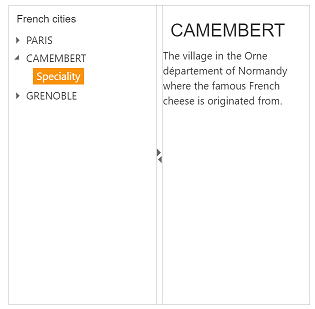 French cities
PARIS
CAMEMBERT
Speciality
GRENOBLE
CAMEMBERT
The village in the Orne
département of Normandy
where the famous French
cheese is originated from.